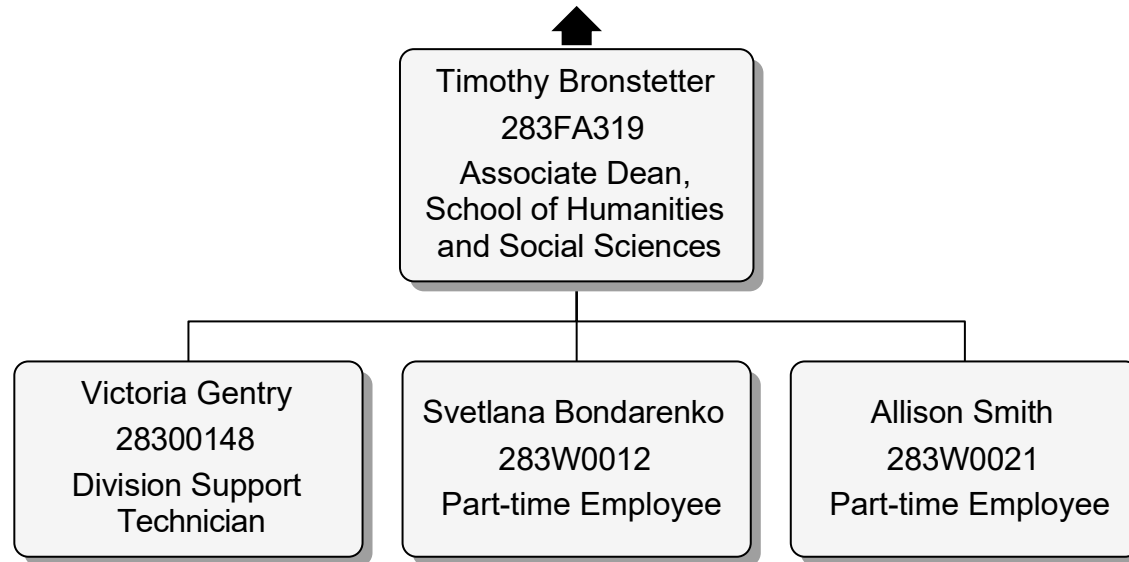 Timothy Bronstetter
283FA319
Associate Dean,
School of Humanities
and Social Sciences
Victoria Gentry
28300148
Division Support
Technician
Svetlana Bondarenko
283W0012
Part-time Employee
Allison Smith
283W0021
Part-time Employee